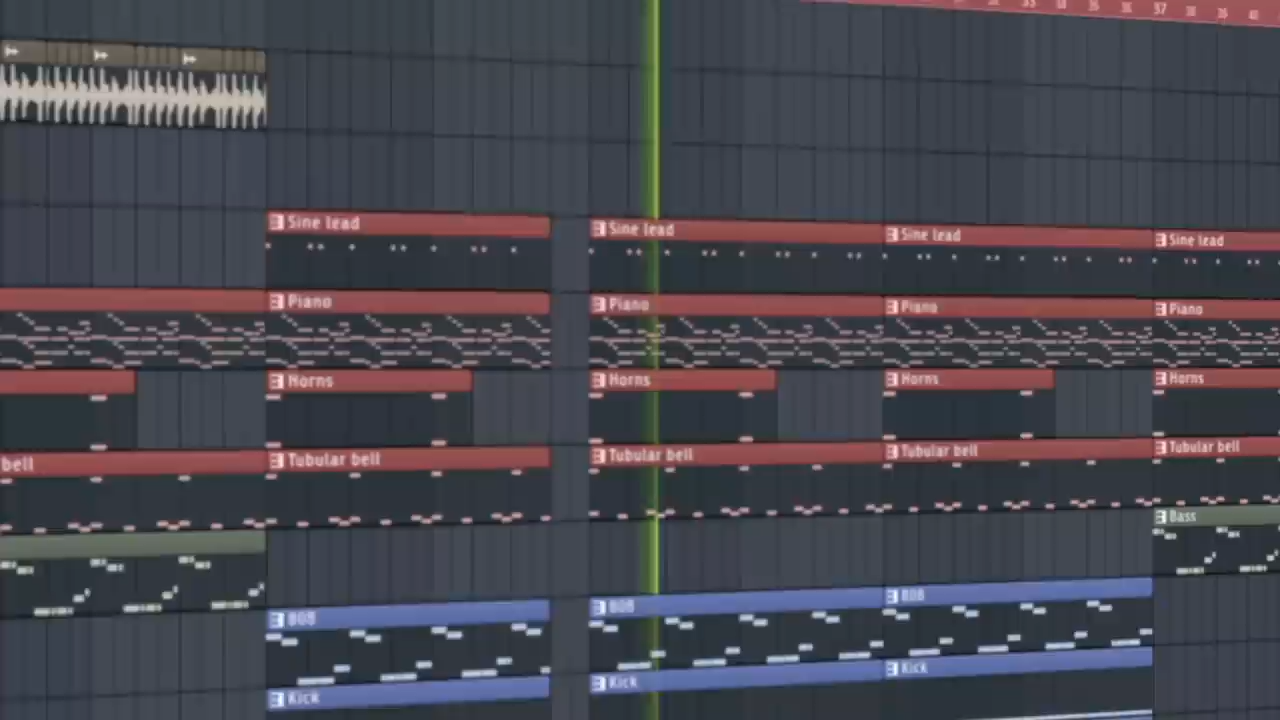 37
Sine lead
Sine lead
Sine lead
Sine lead
Piano
Piano
Piano
Piano
Horns
Horns
Horns
Horns
bell
Tubular bell
Tubular bell
Tubular bell
Tubular bell
Bass
808
808
808
Kick
Kick
Kick